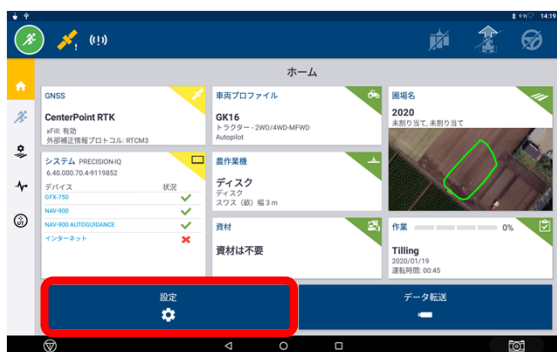 14:19
ホーム
GNSS
CenterPoint RTK
xFill: 有効
外部補正情報プロトコル: RTCM3
システム PRECISION-IQ
6.40.000.70.4-9119852
デバイス 状況
GFX-750
NAV-900
NAV-900 AUTOGUIDANCE
インターネット
車両プロファイル
GK16
トラクター - 2WD/4WD-MFWD
Autopilot
農作業機
ディスク
ディスク
スワス（畝）幅 3 m
資材
資材は不要
圃場名
2020
未割り当て, 未割り当て
作業 0%
Tilling
2020/01/19
運転時間: 00:45
設定
データ転送